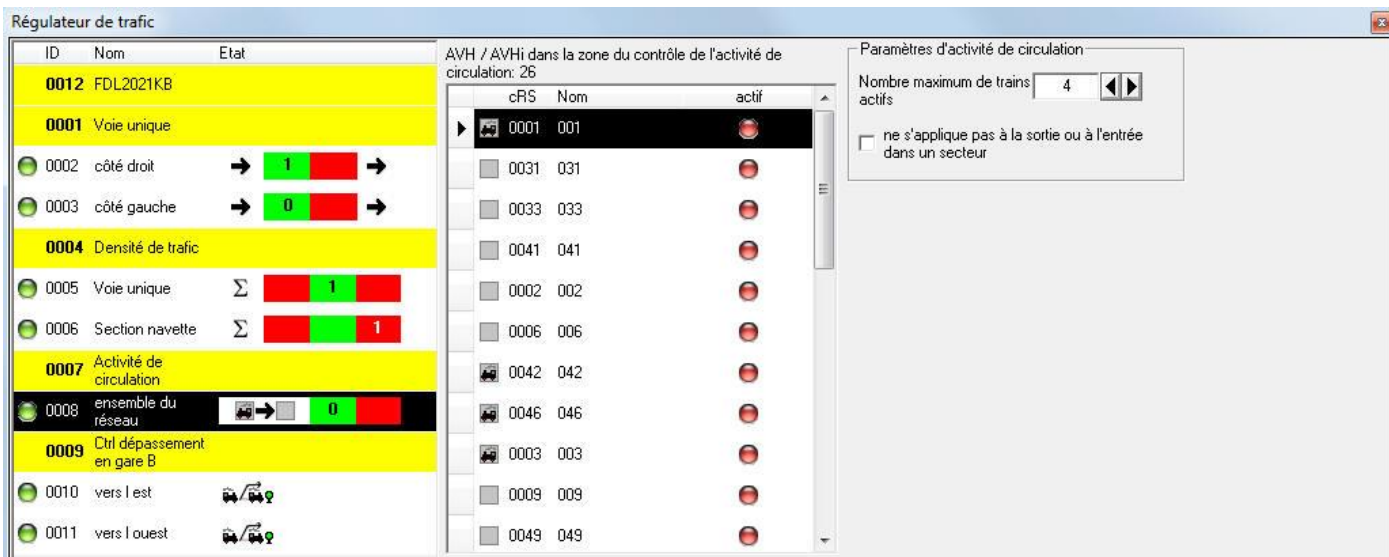 Régulateur de trafic
ID Nom Etat
0012 FDL2021KB
0001 Voie unique
0002 côté droit 1
0003 côté gauche 0
0004 Densité de trafic
0005 Voie unique Σ 1
0006 Section navette Σ 1
0007 Activité de
circulation
0008 ensemble du
réseau 0
0009 Ctrl dépassement
en gare B
0010 vers l est
0011 vers l ouest
AVH / AVHi dans la zone du contrôle de l'activité de
circulation: 26
cRS Nom actif
0001 001
0031 031
0033 033
0041 041
0002 002
0006 006
0042 042
0046 046
0003 003
0009 009
0049 049
Paramètres d'activité de circulation
Nombre maximum de trains 4
actifs
ne s'applique pas à la sortie ou à l'entrée
dans un secteur